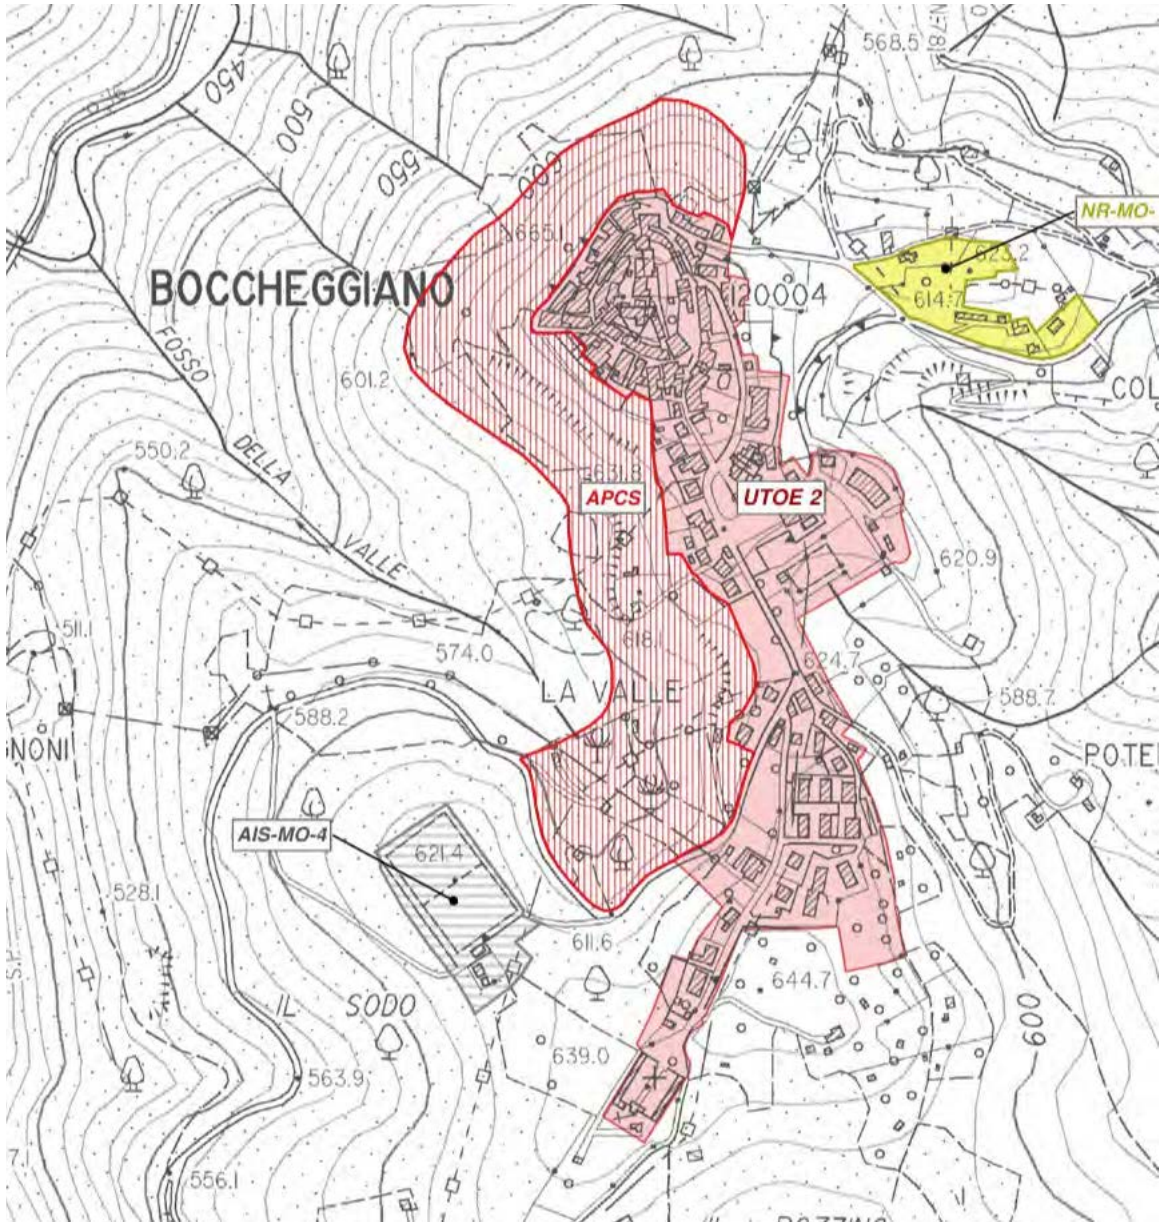 568.5
450
500
550
NR-MO-
665.1
623.2
BOCCHEGGIANO
120004
614.7
FOSSO
601.2
COL
DELLA
550.2
631.8
APCS
UTOE 2
VALLE
620.9
511.1
618.1
574.0
624.7
LA VALLE
588.7
588.2
NONI
POTE
AIS-MO-4
621.4
528.1
611.6
644.7
IL SODO
600
639.0
563.9
556.1